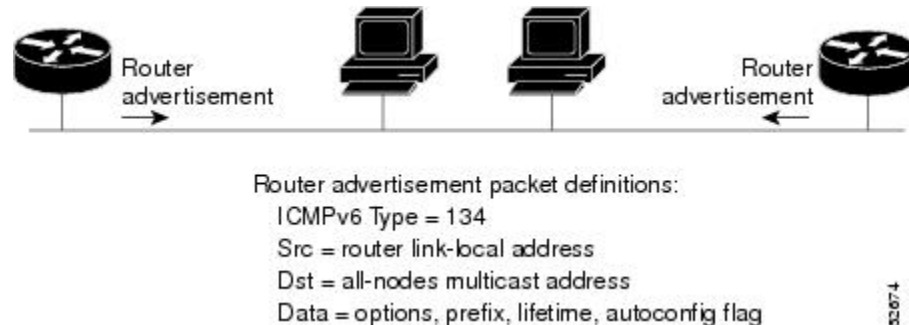 Router
advertisement
Router
advertisement
Router advertisement packet definitions:
ICMPv6 Type = 134
Src = router link-local address
Dst = all-nodes multicast address
Data = options, prefix, lifetime, autoconfig flag
52674